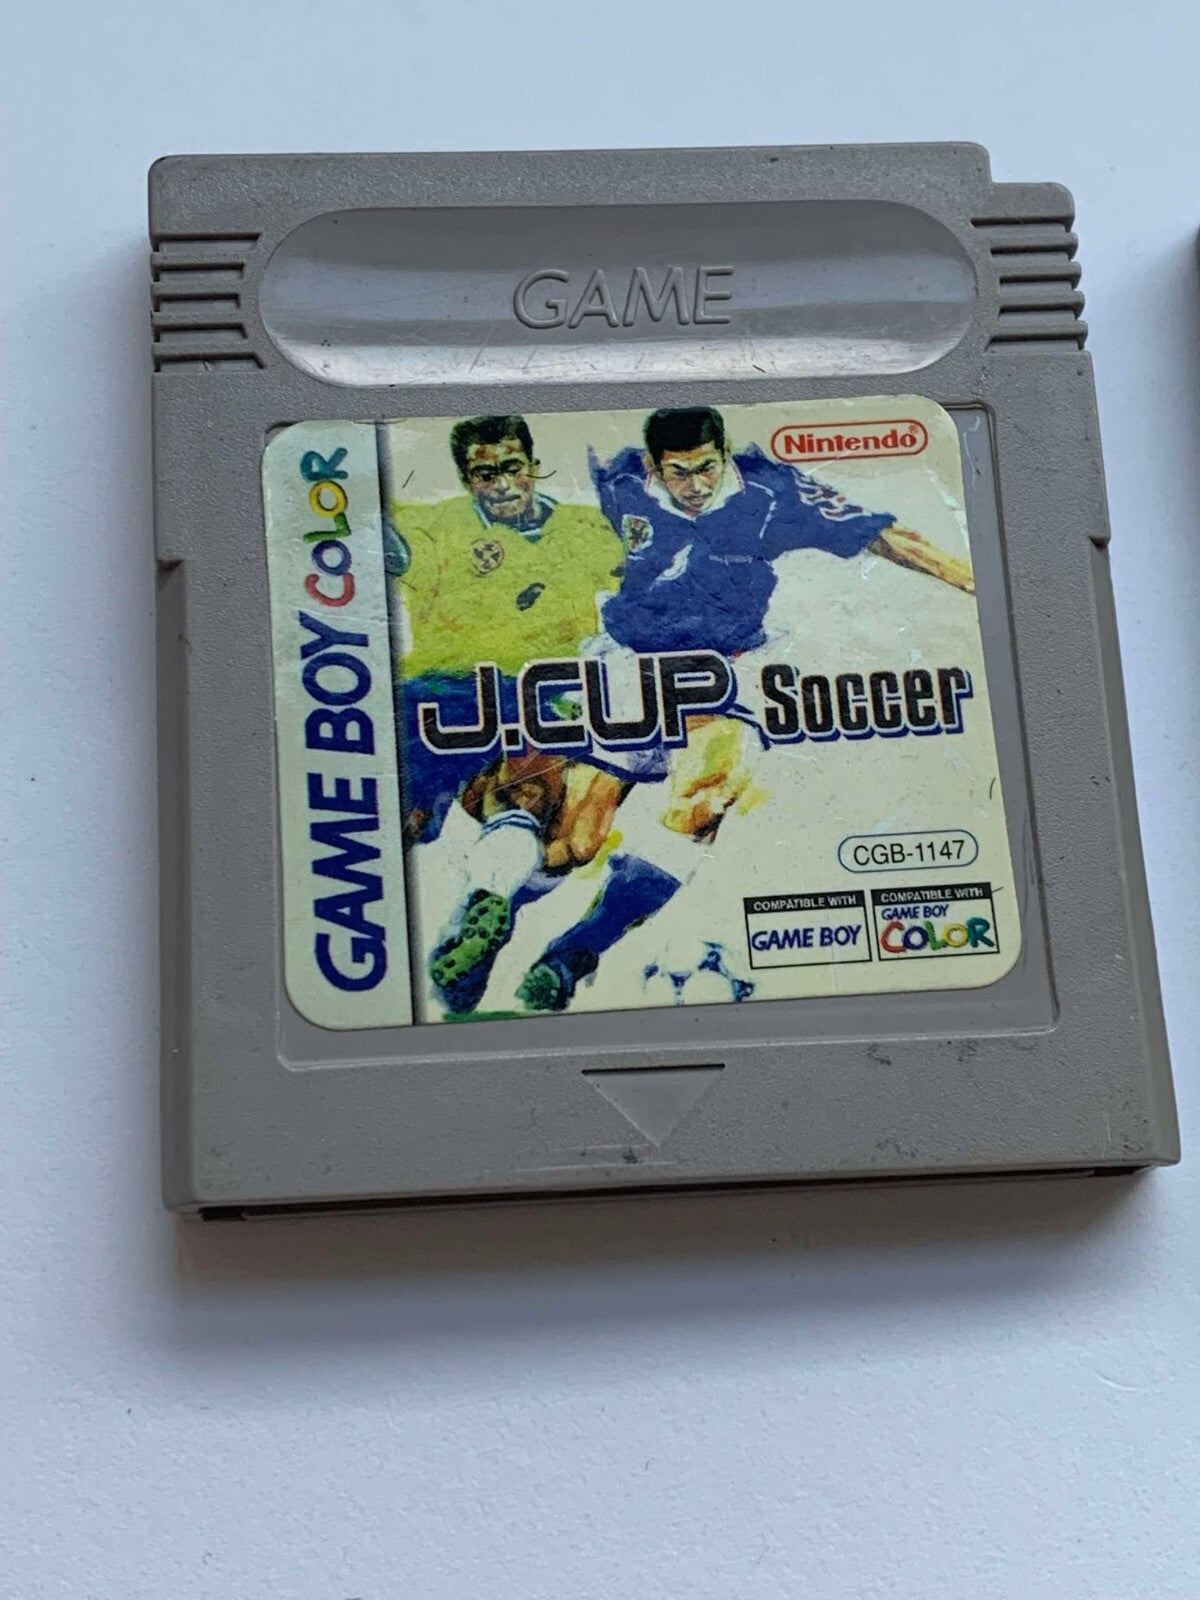 GAME
GAME BOY COLOR
Nintendo®
J.CUP Soccer
CGB-1147
COMPATIBLE WITH
GAME BOY
COMPATIBLE WITH
GAME BOY
COLOR